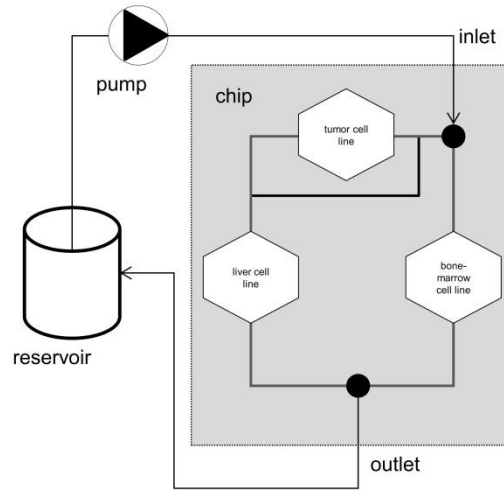 inlet
pump
chip
tumor cell
line
liver cell
line
bone-
marrow
cell line
reservoir
outlet